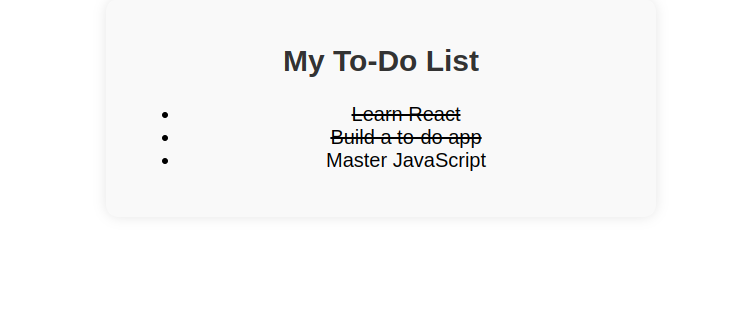 My To-Do List
Learn React
Build a to-do app
Master JavaScript